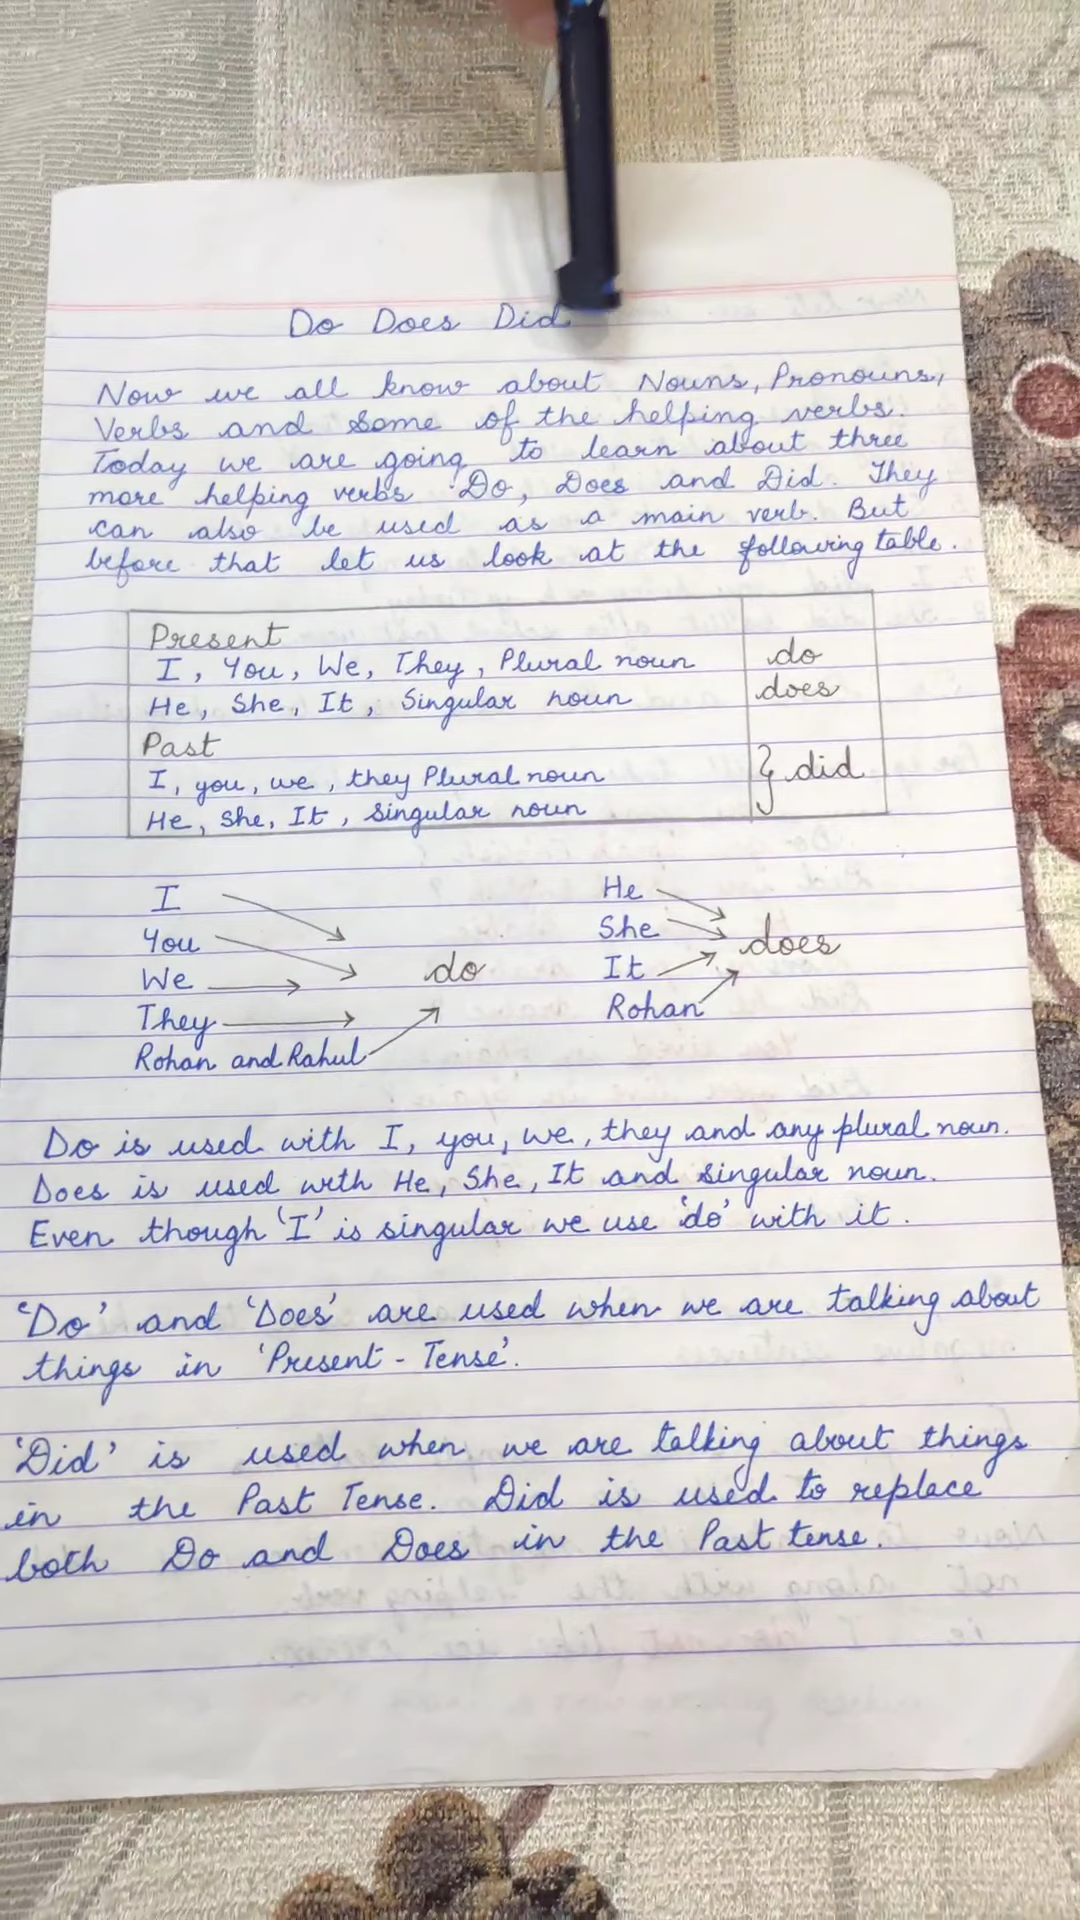 Do Does Did
Now we all know about Nouns, Pronouns,
Verbs and some of the helping verbs.
Today we are going to learn about three
more helping verbs Do, Does and Did. They
can also be used as a main verb. But
before that let us look at the following table.
Present
I, You, We, They, Plural noun do
He, She, It, Singular noun does
Past
I, you, we, they Plural noun } did
He, She, It, Singular noun
I
You
We do
They
Rohan and Rahul
He
She does
It
Rohan
Do is used with I, you, we, they and any plural noun.
Does is used with He, She, It and singular noun.
Even though 'I' is singular we use 'do' with it.
'Do' and 'Does' are used when we are talking about
things in 'Present - Tense'.
'Did' is used when we are talking about things
in the Past Tense. Did is used to replace
both Do and Does in the Past tense.